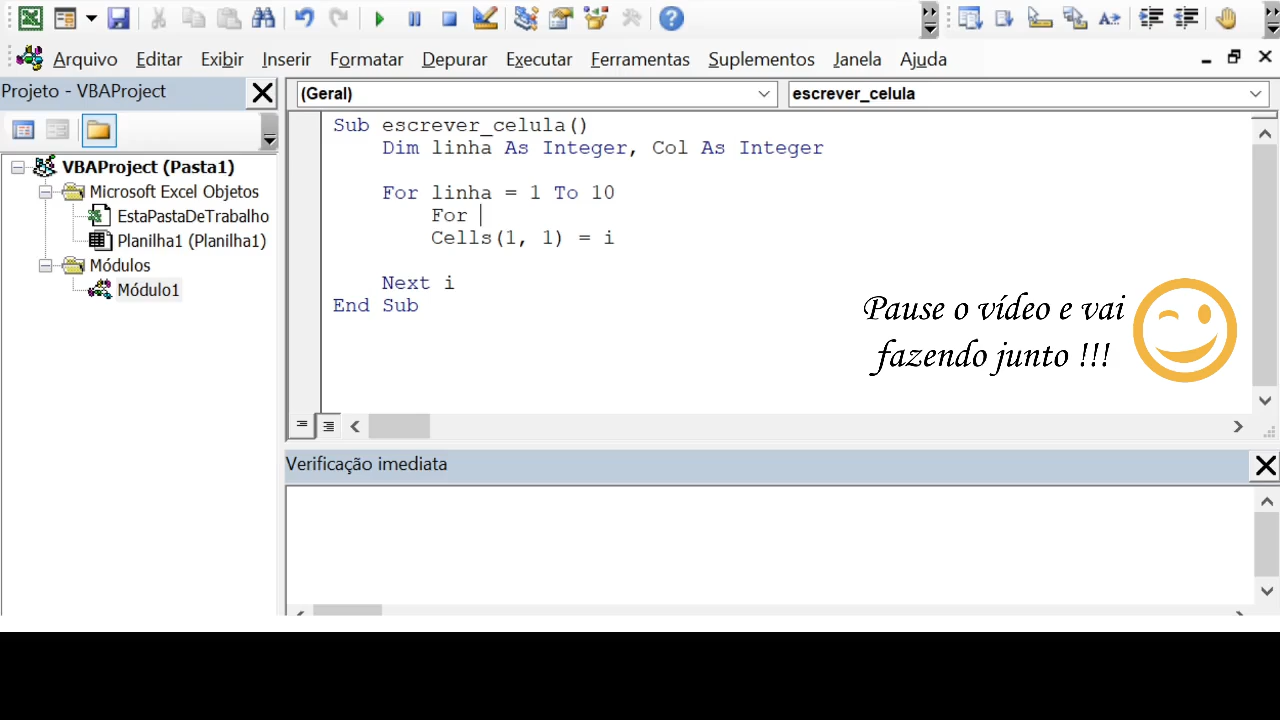 Arquivo Editar Exibir Inserir Formatar Depurar Executar Ferramentas Suplementos Janela Ajuda
Projeto - VBAProject
VBAProject (Pasta1)
Microsoft Excel Objetos
EstaPastaDeTrabalho
Planilha1 (Planilha1)
Módulos
Módulo1
(Geral)
escrever_celula
Sub escrever_celula()
Dim linha As Integer, Col As Integer
For linha = 1 To 10
For
Cells(1, 1) = i
Next i
End Sub
Pause o vídeo e vai
fazendo junto !!!
Verificação imediata